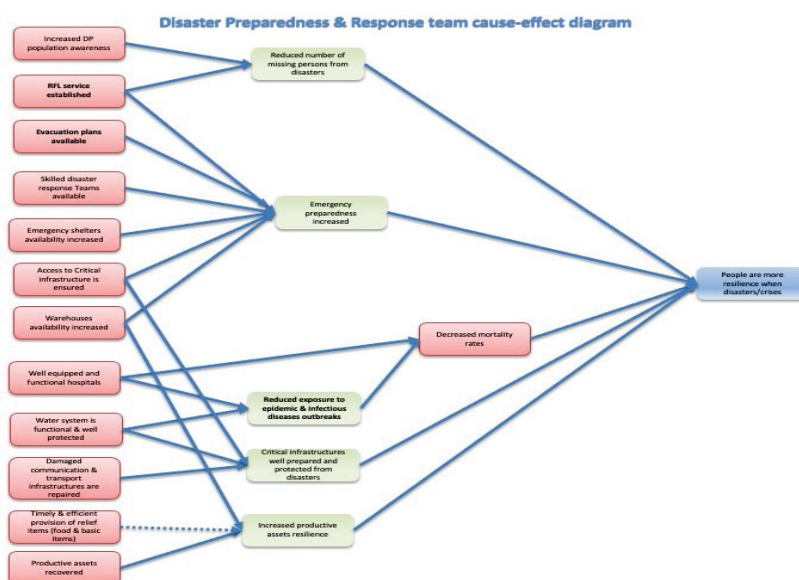 Disaster Preparedness & Response team cause-effect diagram
Increased DP
population awareness
Reduced number of
missing persons from
disasters
RFL service
established
Evacuation plans
available
Skilled disaster
response Teams
available
Emergency
preparedness
increased
Emergency shelters
availability increased
Access to Critical
infrastructure is
ensured
People are more
resilience when
disasters/crises
Warehouses
availability increased
Decreased mortality
rates
Well equipped and
functional hospitals
Reduced exposure to
epidemic & infectious
diseases outbreaks
Water system is
functional & well
protected
Critical infrastructures
well prepared and
protected from
disasters
Damaged
communication &
transport
infrastructures are
repaired
Timely & efficient
provision of relief
items (food & basic
items)
Increased productive
assets resilience
Productive assets
recovered